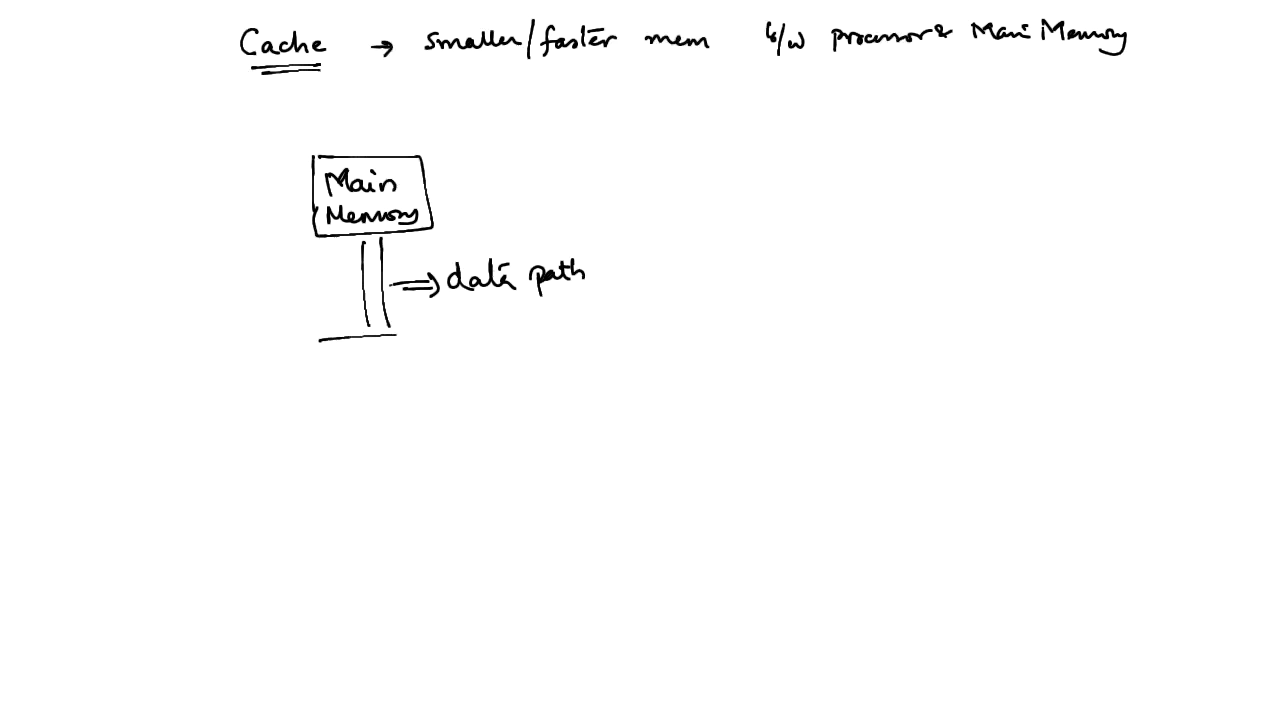 Cache → smaller/faster mem b/w processor & Main Memory
Main
Memory
⇒ data path